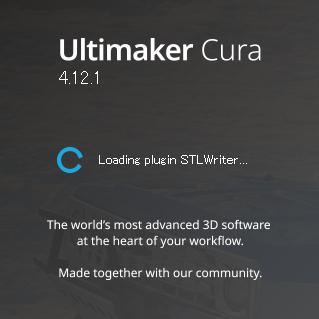 Ultimaker Cura
4.12.1
Loading plugin STLWriter...
The world's most advanced 3D software
at the heart of your workflow.
Made together with our community.